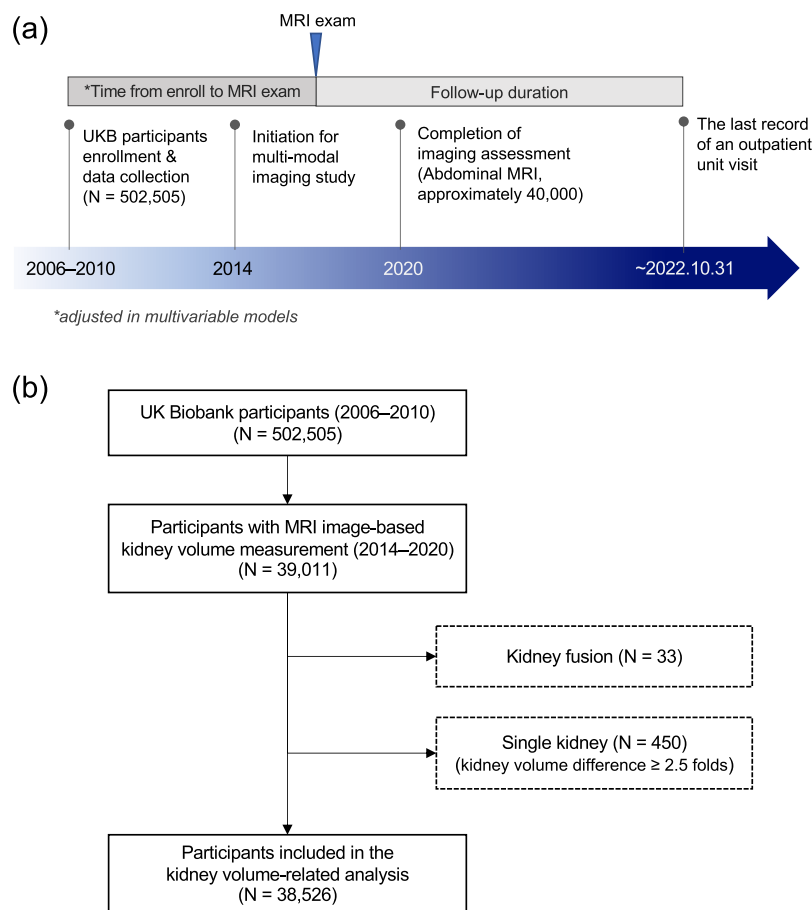 (a)
MRI exam
*Time from enroll to MRI exam
Follow-up duration
UKB participants
enrollment &
data collection
(N = 502,505)
Initiation for
multi-modal
imaging study
Completion of
imaging assessment
(Abdominal MRI,
approximately 40,000)
The last record
of an outpatient
unit visit
2006–2010
2014
2020
~2022.10.31
*adjusted in multivariable models
(b)
UK Biobank participants (2006–2010)
(N = 502,505)
Participants with MRI image-based
kidney volume measurement (2014–2020)
(N = 39,011)
Kidney fusion (N = 33)
Single kidney (N = 450)
(kidney volume difference ≥ 2.5 folds)
Participants included in the
kidney volume-related analysis
(N = 38,526)